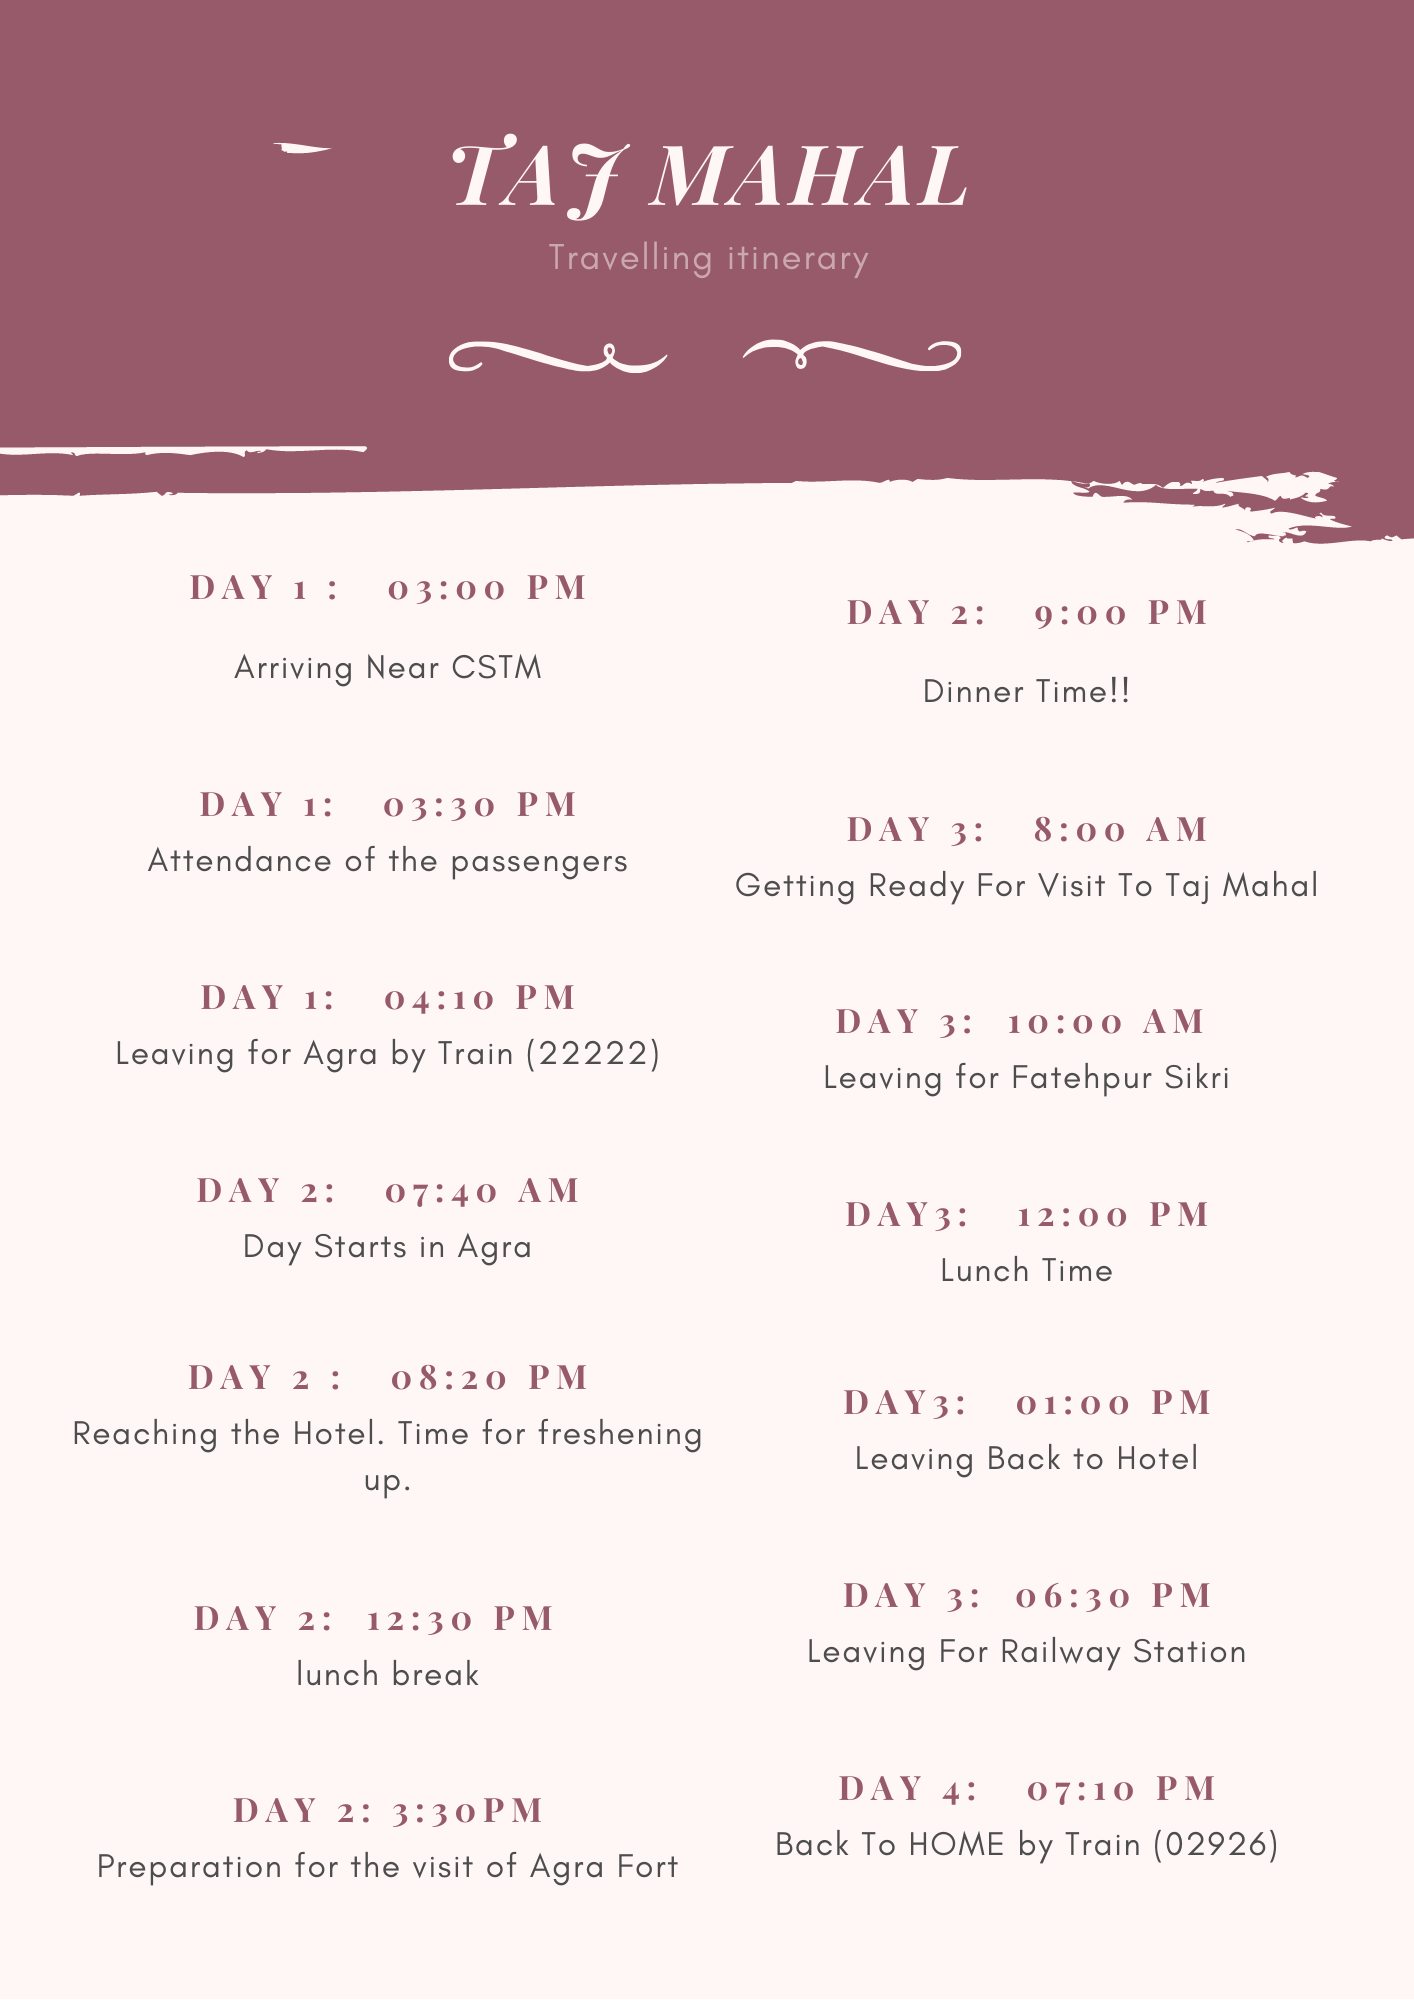 TAJ MAHAL
Travelling itinerary
DAY 1 : 03:00 PM
Arriving Near CSTM
DAY 1: 03:30 PM
Attendance of the passengers
DAY 1: 04:10 PM
Leaving for Agra by Train (22222)
DAY 2: 07:40 AM
Day Starts in Agra
DAY 2 : 08:20 PM
Reaching the Hotel. Time for freshening
up.
DAY 2: 12:30 PM
lunch break
DAY 2: 3:30PM
Preparation for the visit of Agra Fort
DAY 2: 9:00 PM
Dinner Time!!
DAY 3: 8:00 AM
Getting Ready For Visit To Taj Mahal
DAY 3: 10:00 AM
Leaving for Fatehpur Sikri
DAY3: 12:00 PM
Lunch Time
DAY3: 01:00 PM
Leaving Back to Hotel
DAY 3: 06:30 PM
Leaving For Railway Station
DAY 4: 07:10 PM
Back To HOME by Train (02926)